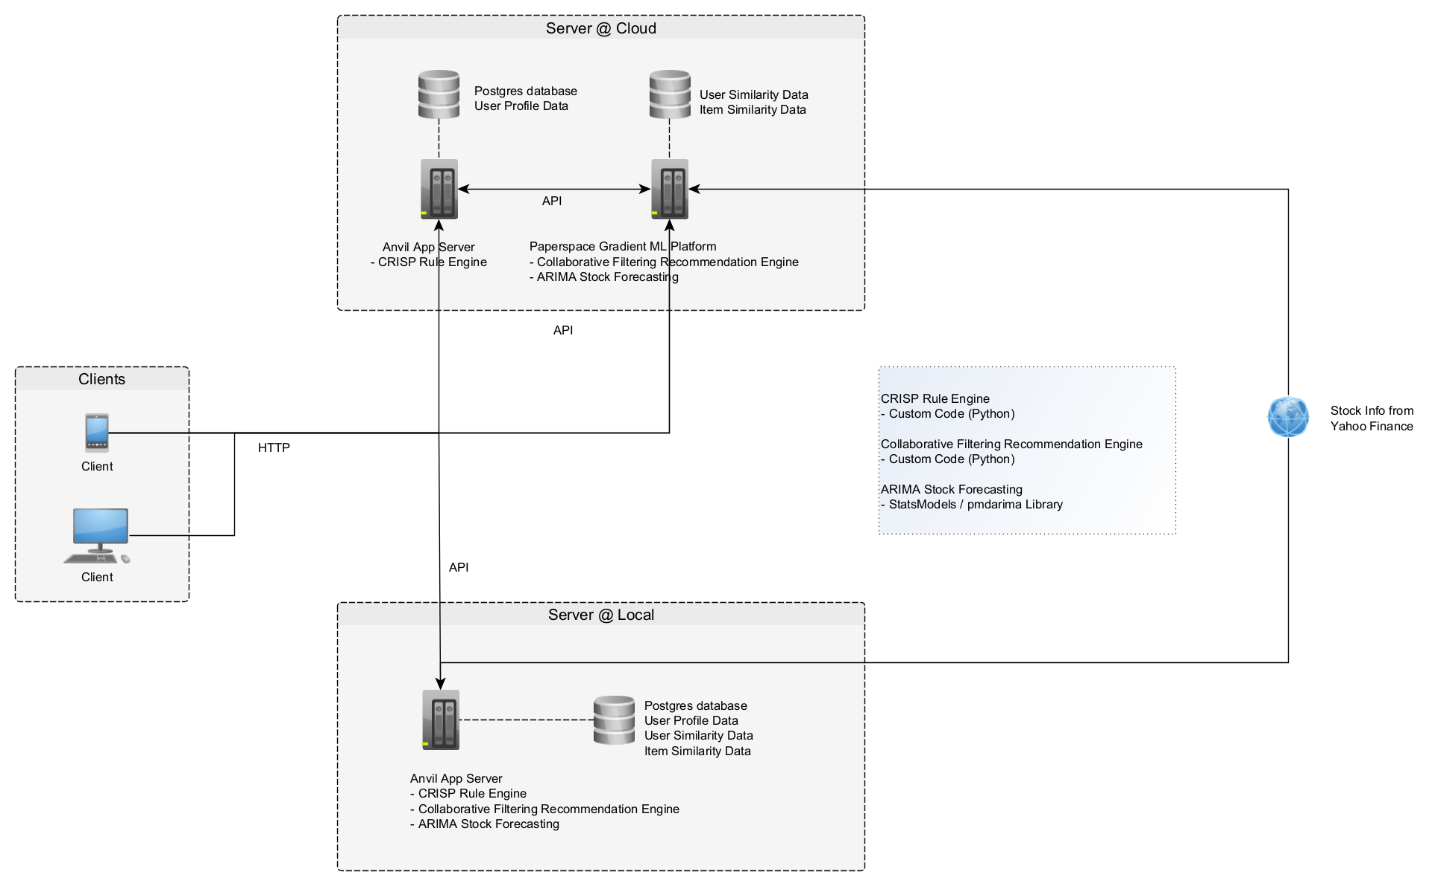 Server @ Cloud
Postgres database
User Profile Data
User Similarity Data
Item Similarity Data
API
Anvil App Server
- CRISP Rule Engine
Paperspace Gradient ML Platform
- Collaborative Filtering Recommendation Engine
- ARIMA Stock Forecasting
API
Clients
Client
HTTP
Client
CRISP Rule Engine
- Custom Code (Python)
Collaborative Filtering Recommendation Engine
- Custom Code (Python)
ARIMA Stock Forecasting
- StatsModels / pmdarima Library
Stock Info from
Yahoo Finance
API
Server @ Local
Postgres database
User Profile Data
User Similarity Data
Item Similarity Data
Anvil App Server
- CRISP Rule Engine
- Collaborative Filtering Recommendation Engine
- ARIMA Stock Forecasting